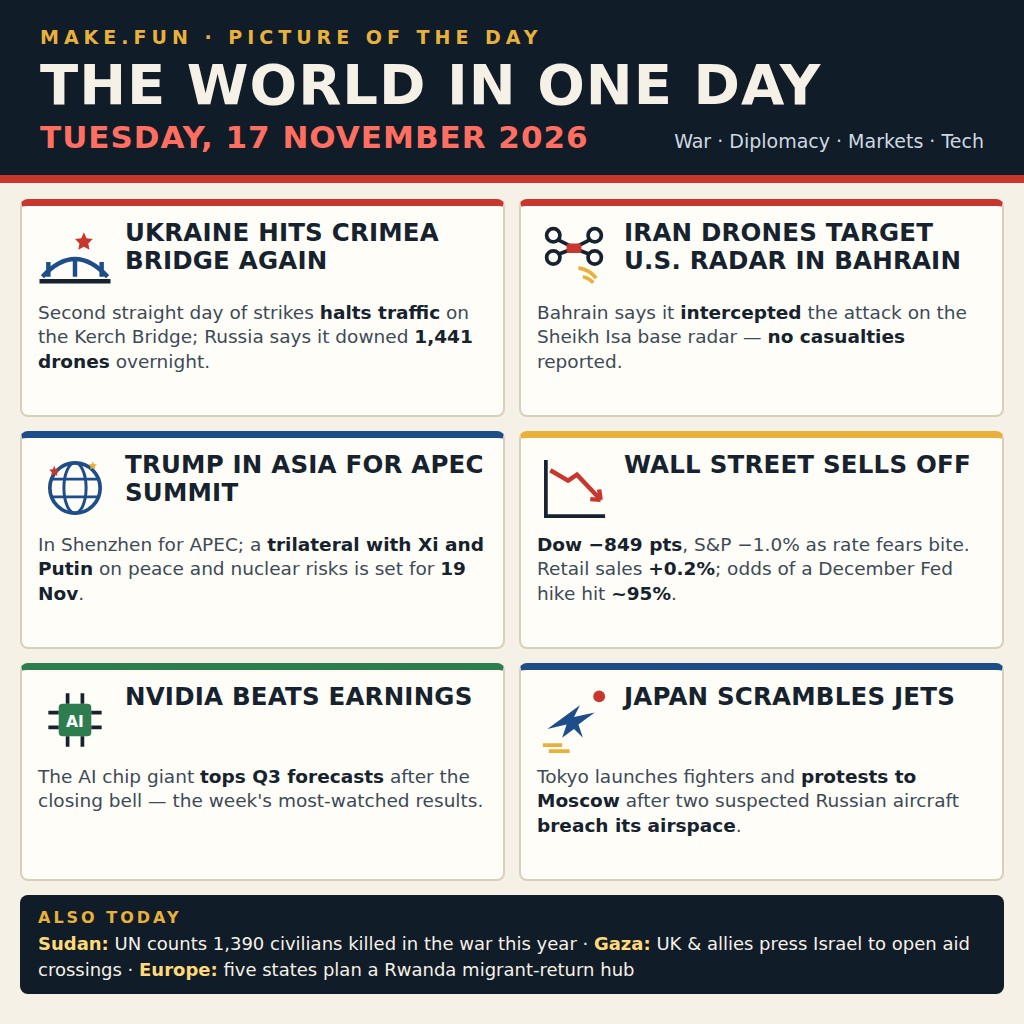 MAKE.FUN · PICTURE OF THE DAY
THE WORLD IN ONE DAY
TUESDAY, 17 NOVEMBER 2026
War · Diplomacy · Markets · Tech
UKRAINE HITS CRIMEA
BRIDGE AGAIN
Second straight day of strikes halts traffic on
the Kerch Bridge; Russia says it downed 1,441
drones overnight.
IRAN DRONES TARGET
U.S. RADAR IN BAHRAIN
Bahrain says it intercepted the attack on the
Sheikh Isa base radar — no casualties
reported.
TRUMP IN ASIA FOR APEC
SUMMIT
In Shenzhen for APEC; a trilateral with Xi and
Putin on peace and nuclear risks is set for 19
Nov.
WALL STREET SELLS OFF
Dow −849 pts, S&P −1.0% as rate fears bite.
Retail sales +0.2%; odds of a December Fed
hike hit ~95%.
AI
NVIDIA BEATS EARNINGS
The AI chip giant tops Q3 forecasts after the
closing bell — the week's most-watched results.
JAPAN SCRAMBLES JETS
Tokyo launches fighters and protests to
Moscow after two suspected Russian aircraft
breach its airspace.
ALSO TODAY
Sudan: UN counts 1,390 civilians killed in the war this year · Gaza: UK & allies press Israel to open aid
crossings · Europe: five states plan a Rwanda migrant-return hub